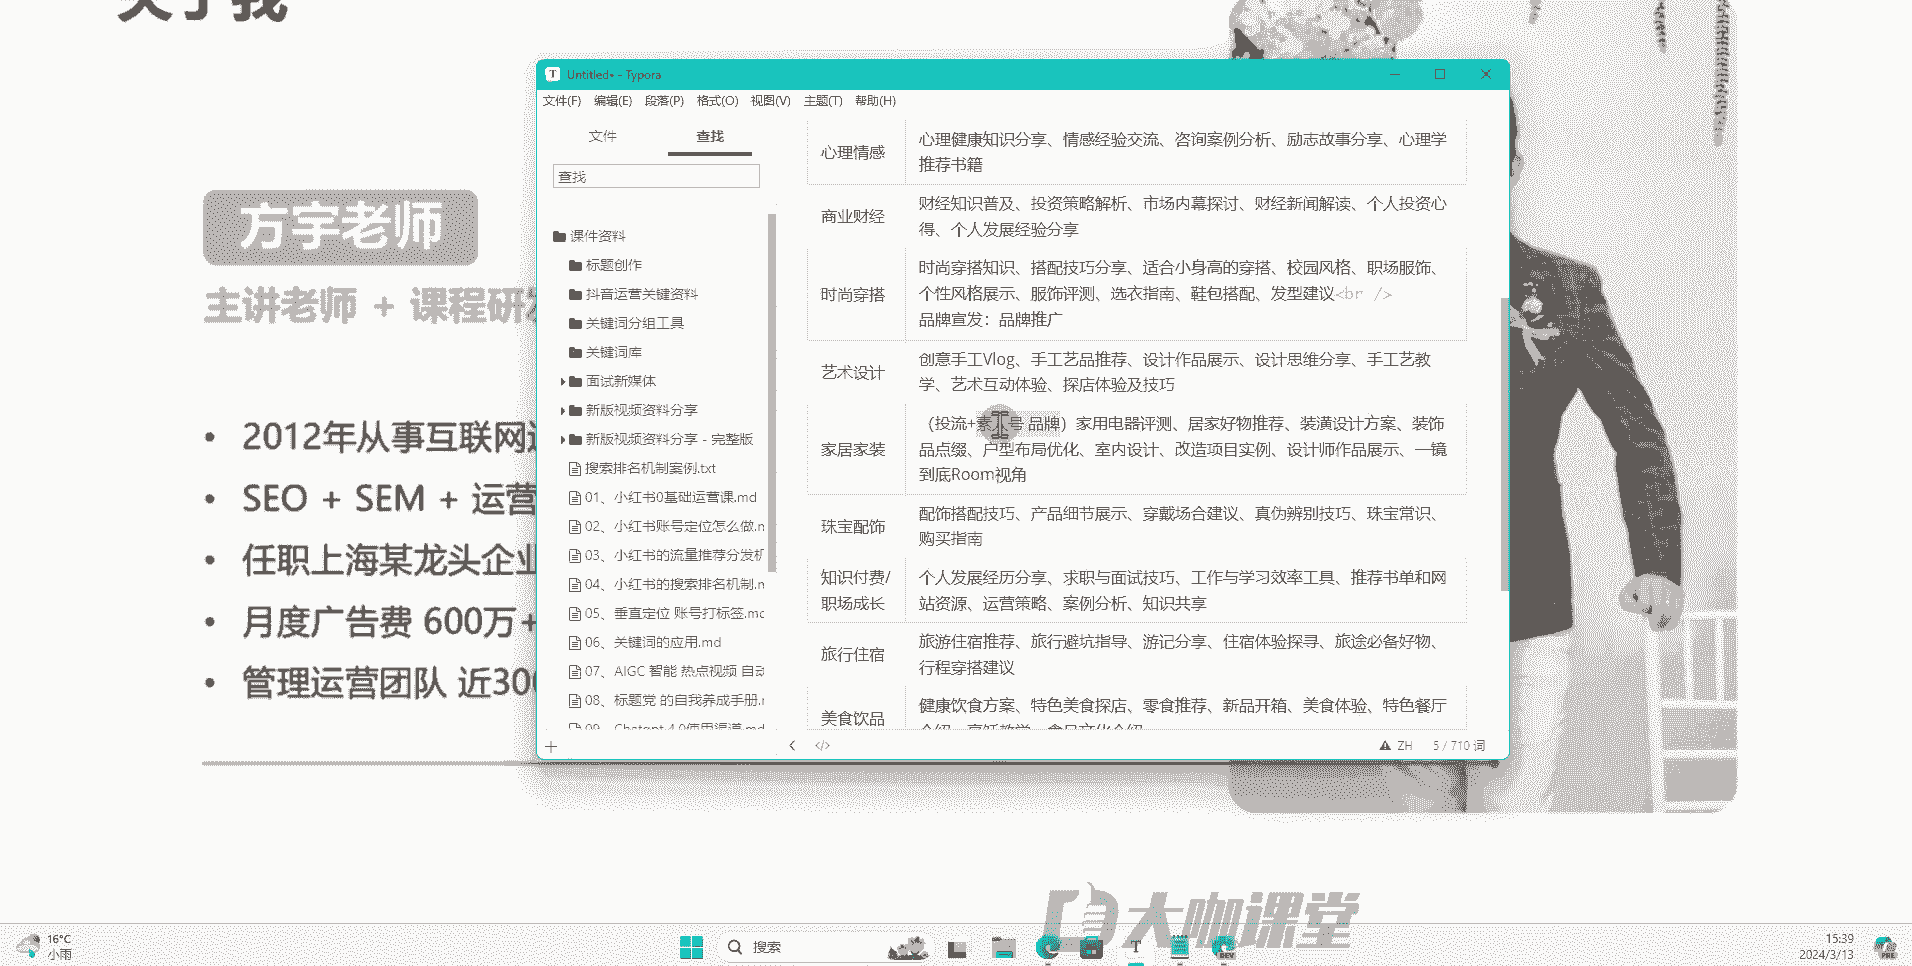 关于我
方宇老师
主讲老师 + 课程研发
2012年从事互联网
SEO + SEM + 运营
任职上海某龙头企业
月度广告费 600万+
管理运营团队 近300
Untitled• - Typora
文件(F) 编辑(E) 段落(P) 格式(O) 视图(V) 主题(T) 帮助(H)
文件 查找
查找
课件资料
标题创作
抖音运营关键资料
关键词分组工具
关键词库
面试新媒体
新版视频资料分享
新版视频资料分享 - 完整版
搜索排名机制案例.txt
01、小红书0基础运营课.md
02、小红书账号定位怎么做.m
03、小红书的流量推荐分发机
04、小红书的搜索排名机制.m
05、垂直定位 账号打标签.mc
06、关键词的应用.md
07、AIGC 智能 热点视频 自动
08、标题党 的自我养成手册.r
09、Chatgpt 4.0使用渠道.md
心理情感
心理健康知识分享、情感经验交流、咨询案例分析、励志故事分享、心理学
推荐书籍
商业财经
财经知识普及、投资策略解析、市场内幕探讨、财经新闻解读、个人投资心
得、个人发展经验分享
时尚穿搭
时尚穿搭知识、搭配技巧分享、适合小身高的穿搭、校园风格、职场服饰、
个性风格展示、服饰评测、选衣指南、鞋包搭配、发型建议<br />
品牌宣发：品牌推广
艺术设计
创意手工Vlog、手工艺品推荐、设计作品展示、设计思维分享、手工艺教
学、艺术互动体验、探店体验及技巧
家居家装
（投流+素 号 品牌）家用电器评测、居家好物推荐、装潢设计方案、装饰
品点缀、户型布局优化、室内设计、改造项目实例、设计师作品展示、一镜
到底Room视角
珠宝配饰
配饰搭配技巧、产品细节展示、穿戴场合建议、真伪辨别技巧、珠宝常识、
购买指南
知识付费/
职场成长
个人发展经历分享、求职与面试技巧、工作与学习效率工具、推荐书单和网
站资源、运营策略、案例分析、知识共享
旅行住宿
旅游住宿推荐、旅行避坑指导、游记分享、住宿体验探寻、旅途必备好物、
行程穿搭建议
美食饮品
健康饮食方案、特色美食探店、零食推荐、新品开箱、美食体验、特色餐厅
介绍、烹饪教学、食品文化介绍
ZH 5 / 710 词
大咖课堂
16°C
小雨
搜索
DEV
15:39
2024/3/13
PRE